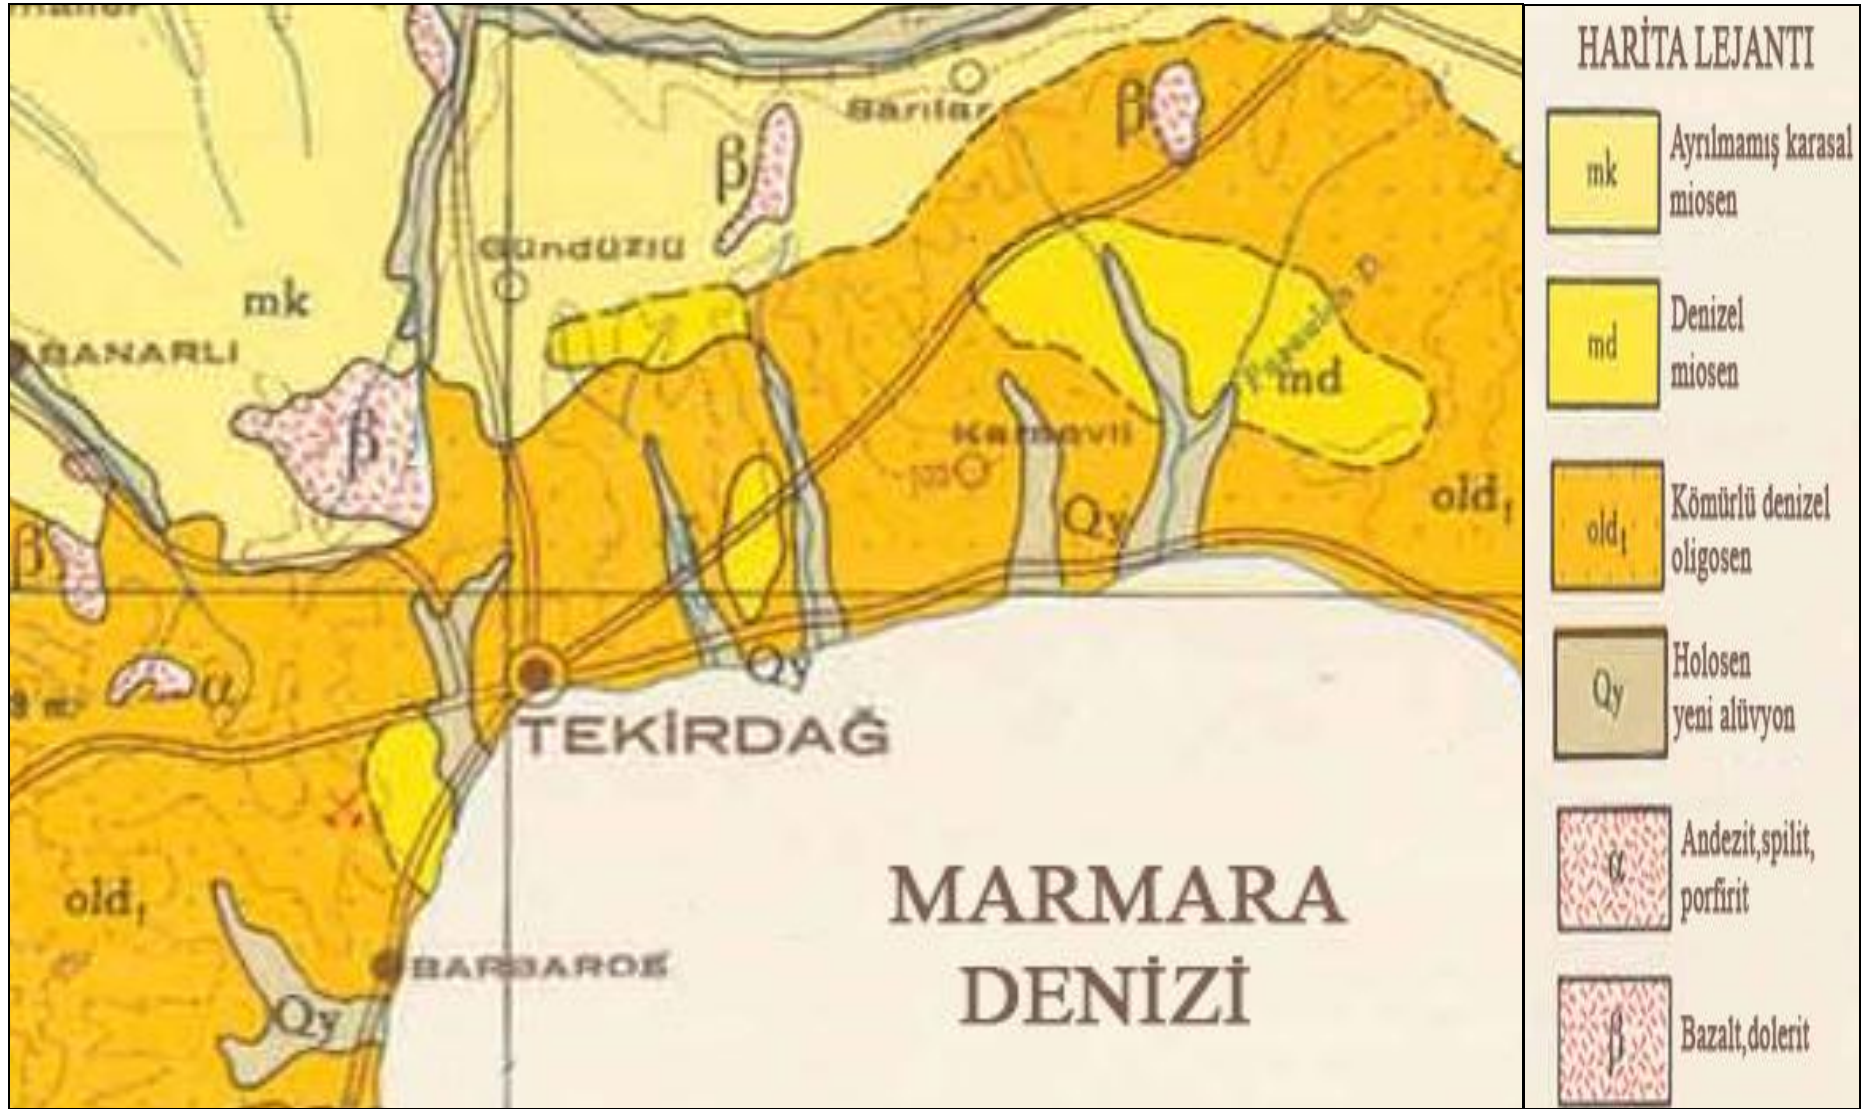 Sarılar
β
β
Gündüzlü
mk
BANARLI
β
md
Karaevli
Qy
old₁
β
α
Qy
TEKİRDAĞ
old₁
BARBAROS
Qy
MARMARA
DENİZİ
HARİTA LEJANTI
mk
Ayrılmamış karasal
miosen
md
Denizel
miosen
old₁
Kömürlü denizel
oligosen
Qy
Holosen
yeni alüvyon
α
Andezit,spilit,
porfirit
β
Bazalt,dolerit